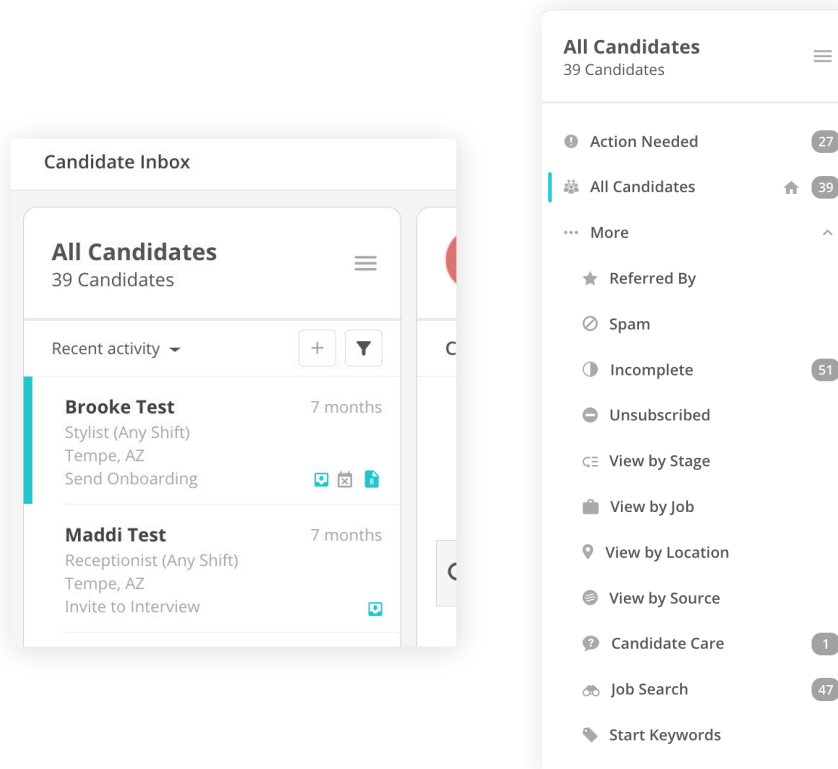 Candidate Inbox
All Candidates
39 Candidates
Recent activity
C
Brooke Test 7 months
Stylist (Any Shift)
Tempe, AZ
Send Onboarding 8
Maddi Test 7 months
Receptionist (Any Shift)
Tempe, AZ
Invite to Interview
All Candidates
39 Candidates
Action Needed 27
All Candidates 39
More
Referred By
Spam
Incomplete 51
Unsubscribed
View by Stage
View by Job
View by Location
View by Source
Candidate Care 1
Job Search 47
Start Keywords